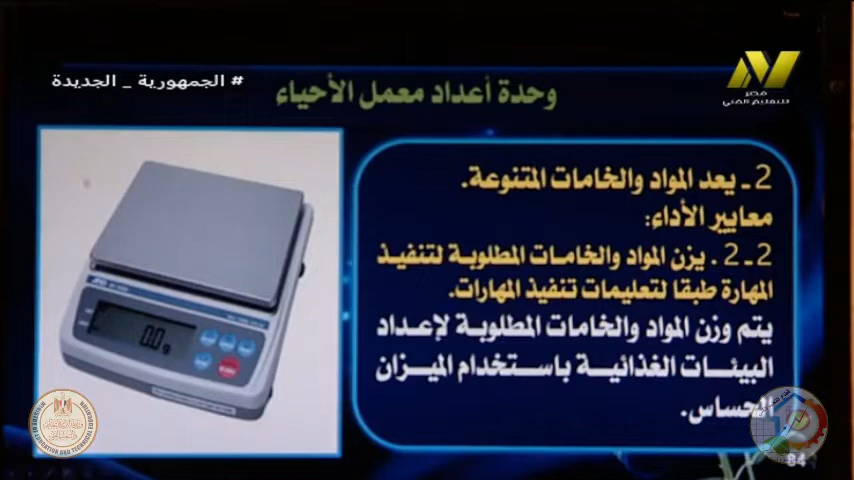 # الجمهورية _ الجديدة
مصر
للتعليم الفني
وحدة أعداد معمل الأحياء
2 ـ يعد المواد والخامات المتنوعة.
معايير الأداء:
2 ـ 2 . يزن المواد والخامات المطلوبة لتنفيذ
المهارة طبقا لتعليمات تنفيذ المهارات.
يتم وزن المواد والخامات المطلوبة لإعداد
البيئات الغذائية باستخدام الميزان
الحساس.
0.0 g
84